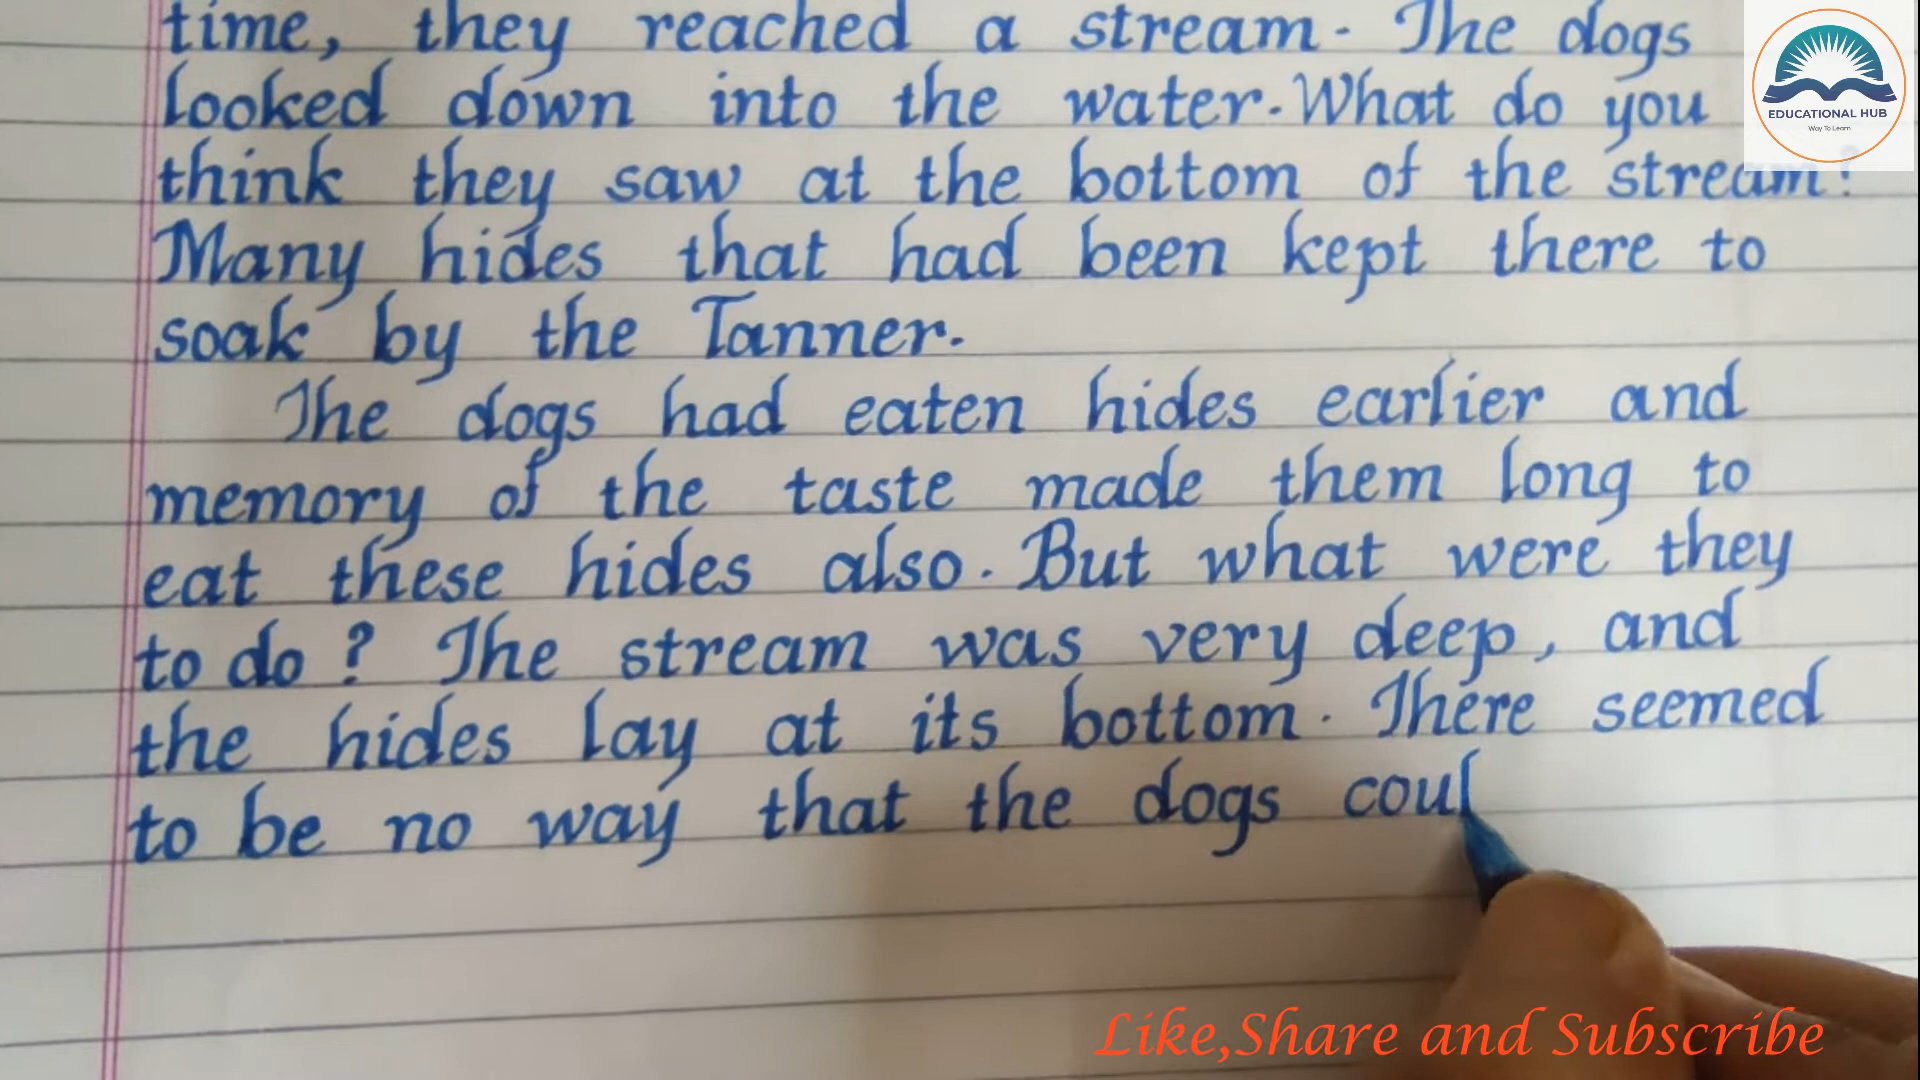 time, they reached a stream. The dogs
looked down into the water. What do you
think they saw at the bottom of the stream?
Many hides that had been kept there to
soak by the Tanner.
The dogs had eaten hides earlier and
memory of the taste made them long to
eat these hides also. But what were they
to do? The stream was very deep, and
the hides lay at its bottom. There seemed
to be no way that the dogs coul
EDUCATIONAL HUB
Way To Learn
Like,Share and Subscribe